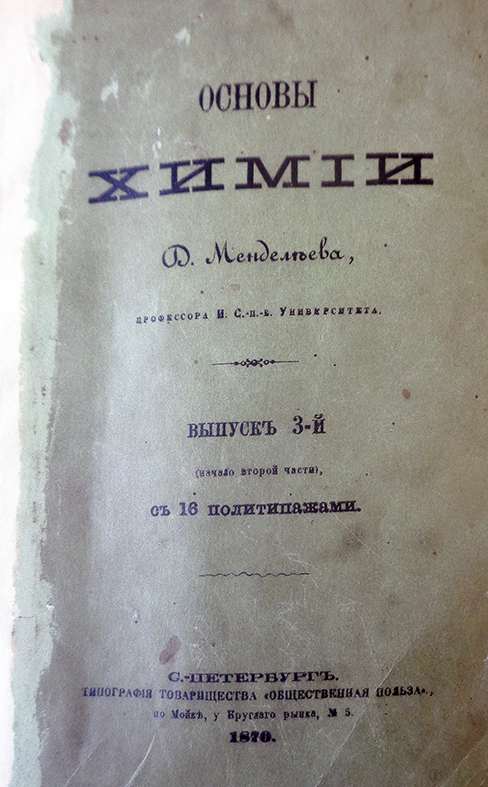 ОСНОВЫ
ХИМІИ
Д. Менделѣева,
ПРОФЕССОРА И. С.-П.-Б. УНИВЕРСИТЕТА.
ВЫПУСКЪ 3-Й
(начало второй части),
съ 16 политипажами.
С.-ПЕТЕРБУРГЪ.
ТИПОГРАФІЯ ТОВАРИЩЕСТВА «ОБЩЕСТВЕННАЯ ПОЛЬЗА»,
по Мойкѣ, у Круглаго рынка, № 5.
1870.